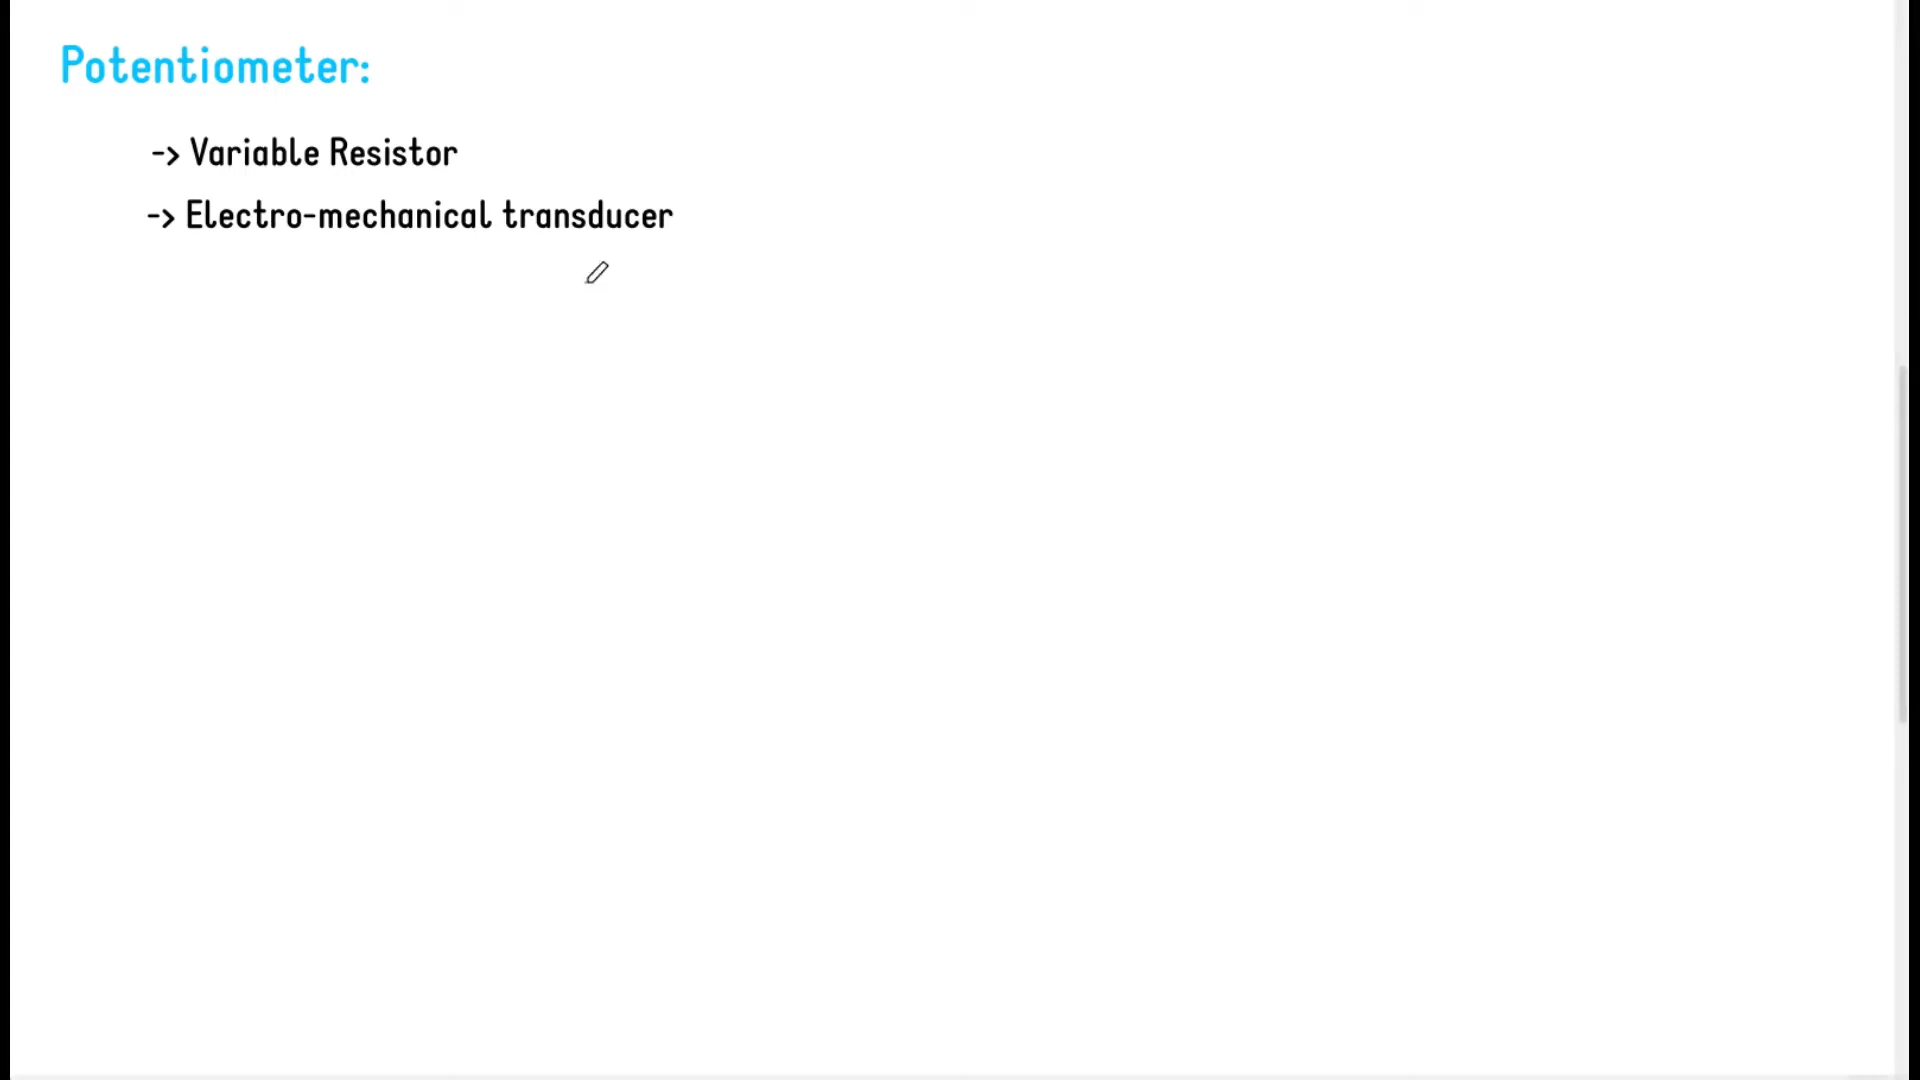 Potentiometer:
-> Variable Resistor
-> Electro-mechanical transducer